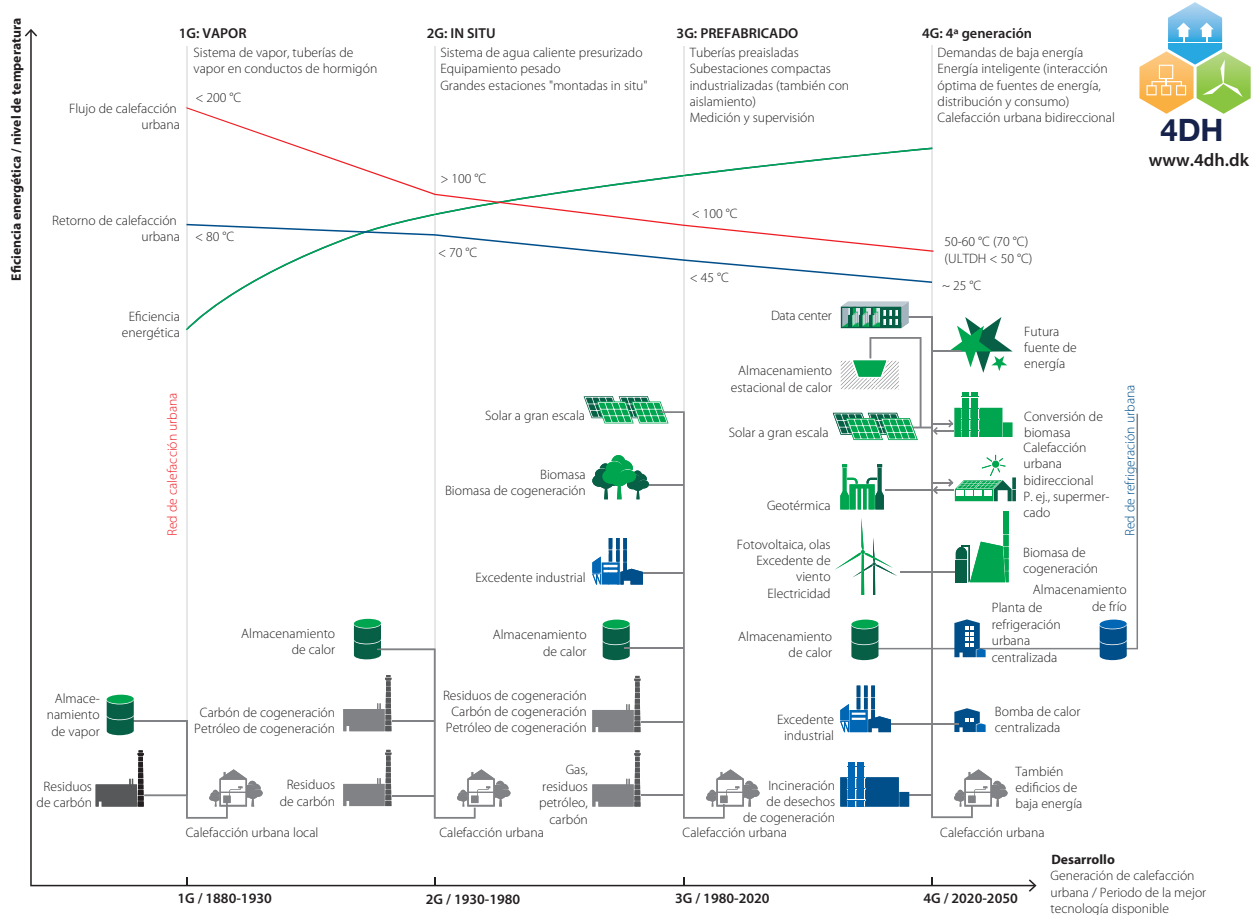 Eficiencia energética / nivel de temperatura
1G: VAPOR
Sistema de vapor, tuberías de
vapor en conductos de hormigón
2G: IN SITU
Sistema de agua caliente presurizado
Equipamiento pesado
Grandes estaciones "montadas in situ"
3G: PREFABRICADO
Tuberías preaisladas
Subestaciones compactas
industrializadas (también con
aislamiento)
Medición y supervisión
4G: 4ª generación
Demandas de baja energía
Energía inteligente (interacción
óptima de fuentes de energía,
distribución y consumo)
Calefacción urbana bidireccional
4DH
www.4dh.dk
Flujo de calefacción
urbana
< 200 °C
> 100 °C
< 100 °C
50-60 °C (70 °C)
(ULTDH < 50 °C)
Retorno de calefacción
urbana
< 80 °C
< 70 °C
< 45 °C
~ 25 °C
Eficiencia
energética
Red de calefacción urbana
Red de refrigeración urbana
Almace-
namiento
de vapor
Residuos
de carbón
Calefacción urbana local
Almacenamiento
de calor
Carbón de cogeneración
Petróleo de cogeneración
Residuos
de carbón
Calefacción urbana
Solar a gran escala
Biomasa
Biomasa de cogeneración
Excedente industrial
Almacenamiento
de calor
Residuos de cogeneración
Carbón de cogeneración
Petróleo de cogeneración
Gas,
residuos
petróleo,
carbón
Calefacción urbana
Data center
Almacenamiento
estacional de calor
Solar a gran escala
Geotérmica
Fotovoltaica, olas
Excedente de
viento
Electricidad
Almacenamiento
de calor
Excedente
industrial
Incineración
de desechos
de cogeneración
Futura
fuente de
energía
Conversión de
biomasa
Calefacción
urbana
bidireccional
P. ej., supermer-
cado
Biomasa de
cogeneración
Almacenamiento
de frío
Planta de
refrigeración
urbana
centralizada
Bomba de calor
centralizada
También
edificios de
baja energía
Calefacción urbana
1G / 1880-1930
2G / 1930-1980
3G / 1980-2020
4G / 2020-2050
Desarrollo
Generación de calefacción
urbana / Periodo de la mejor
tecnología disponible